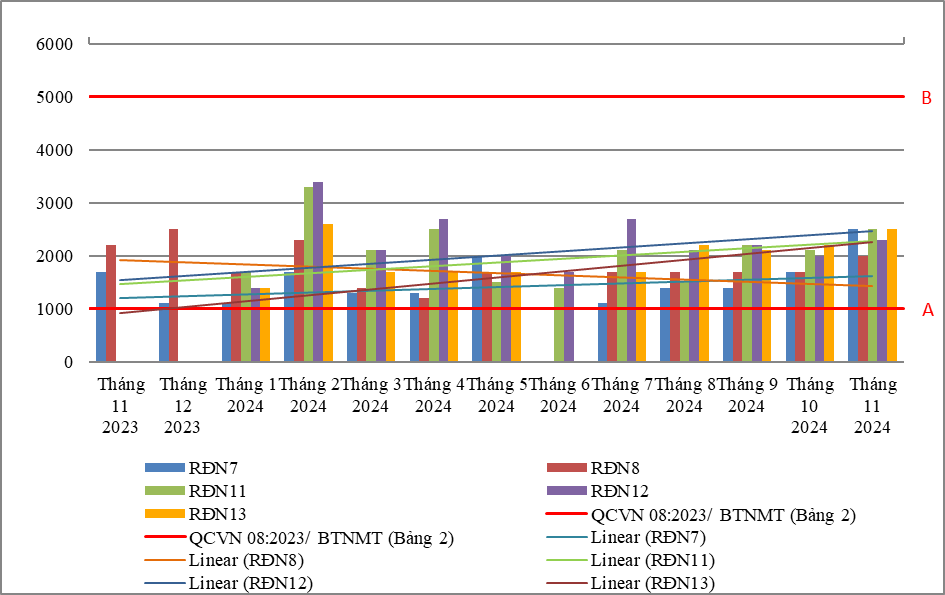 6000
5000
B
4000
3000
2000
1000
A
0
Tháng 11 2023
Tháng 12 2023
Tháng 1 2024
Tháng 2 2024
Tháng 3 2024
Tháng 4 2024
Tháng 5 2024
Tháng 6 2024
Tháng 7 2024
Tháng 8 2024
Tháng 9 2024
Tháng 10 2024
Tháng 11 2024
RĐN7
RĐN8
RĐN11
RĐN12
RĐN13
QCVN 08:2023/ BTNMT (Bảng 2)
QCVN 08:2023/ BTNMT (Bảng 2)
Linear (RĐN7)
Linear (RĐN8)
Linear (RĐN11)
Linear (RĐN12)
Linear (RĐN13)